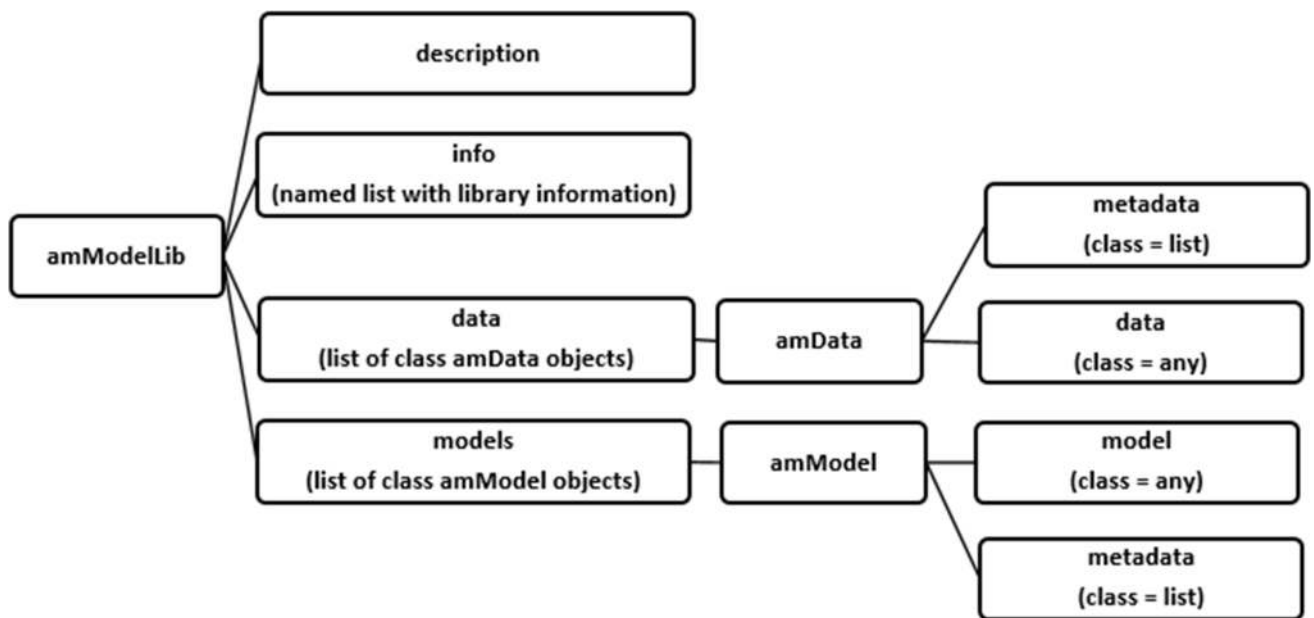 description
info
(named list with library information)
amModelLib
data
(list of class amData objects)
models
(list of class amModel objects)
amData
amModel
metadata
(class = list)
data
(class = any)
model
(class = any)
metadata
(class = list)